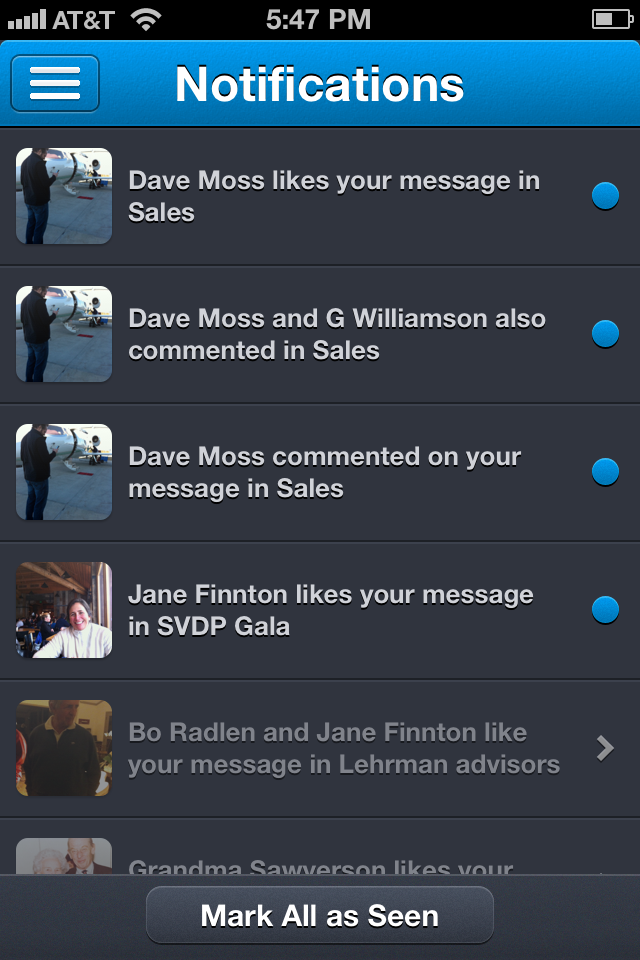 AT&T 5:47 PM
Notifications
Dave Moss likes your message in
Sales
Dave Moss and G Williamson also
commented in Sales
Dave Moss commented on your
message in Sales
Jane Finnton likes your message
in SVDP Gala
Bo Radlen and Jane Finnton like
your message in Lehrman advisors
Grandma Sawyerson likes your
Mark All as Seen